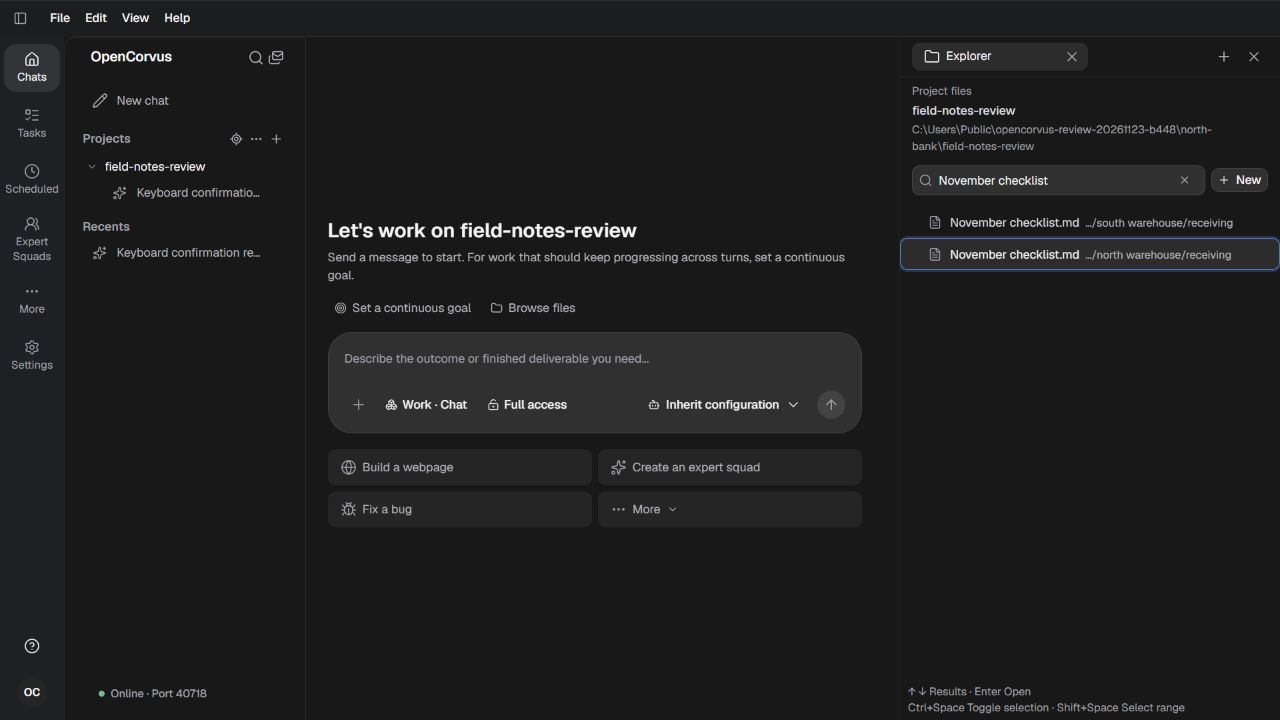 File Edit View Help
Chats
Tasks
Scheduled
Expert
Squads
More
Settings
OC
OpenCorvus
New chat
Projects
field-notes-review
Keyboard confirmatio...
Recents
Keyboard confirmation re...
Online · Port 40718
Let's work on field-notes-review
Send a message to start. For work that should keep progressing across turns, set a continuous
goal.
Set a continuous goal Browse files
Describe the outcome or finished deliverable you need...
Work · Chat Full access Inherit configuration
Build a webpage Create an expert squad
Fix a bug More
Explorer
Project files
field-notes-review
C:\Users\Public\opencorvus-review-20261123-b448\north-
bank\field-notes-review
November checklist New
November checklist.md .../south warehouse/receiving
November checklist.md .../north warehouse/receiving
↑↓ Results · Enter Open
Ctrl+Space Toggle selection · Shift+Space Select range